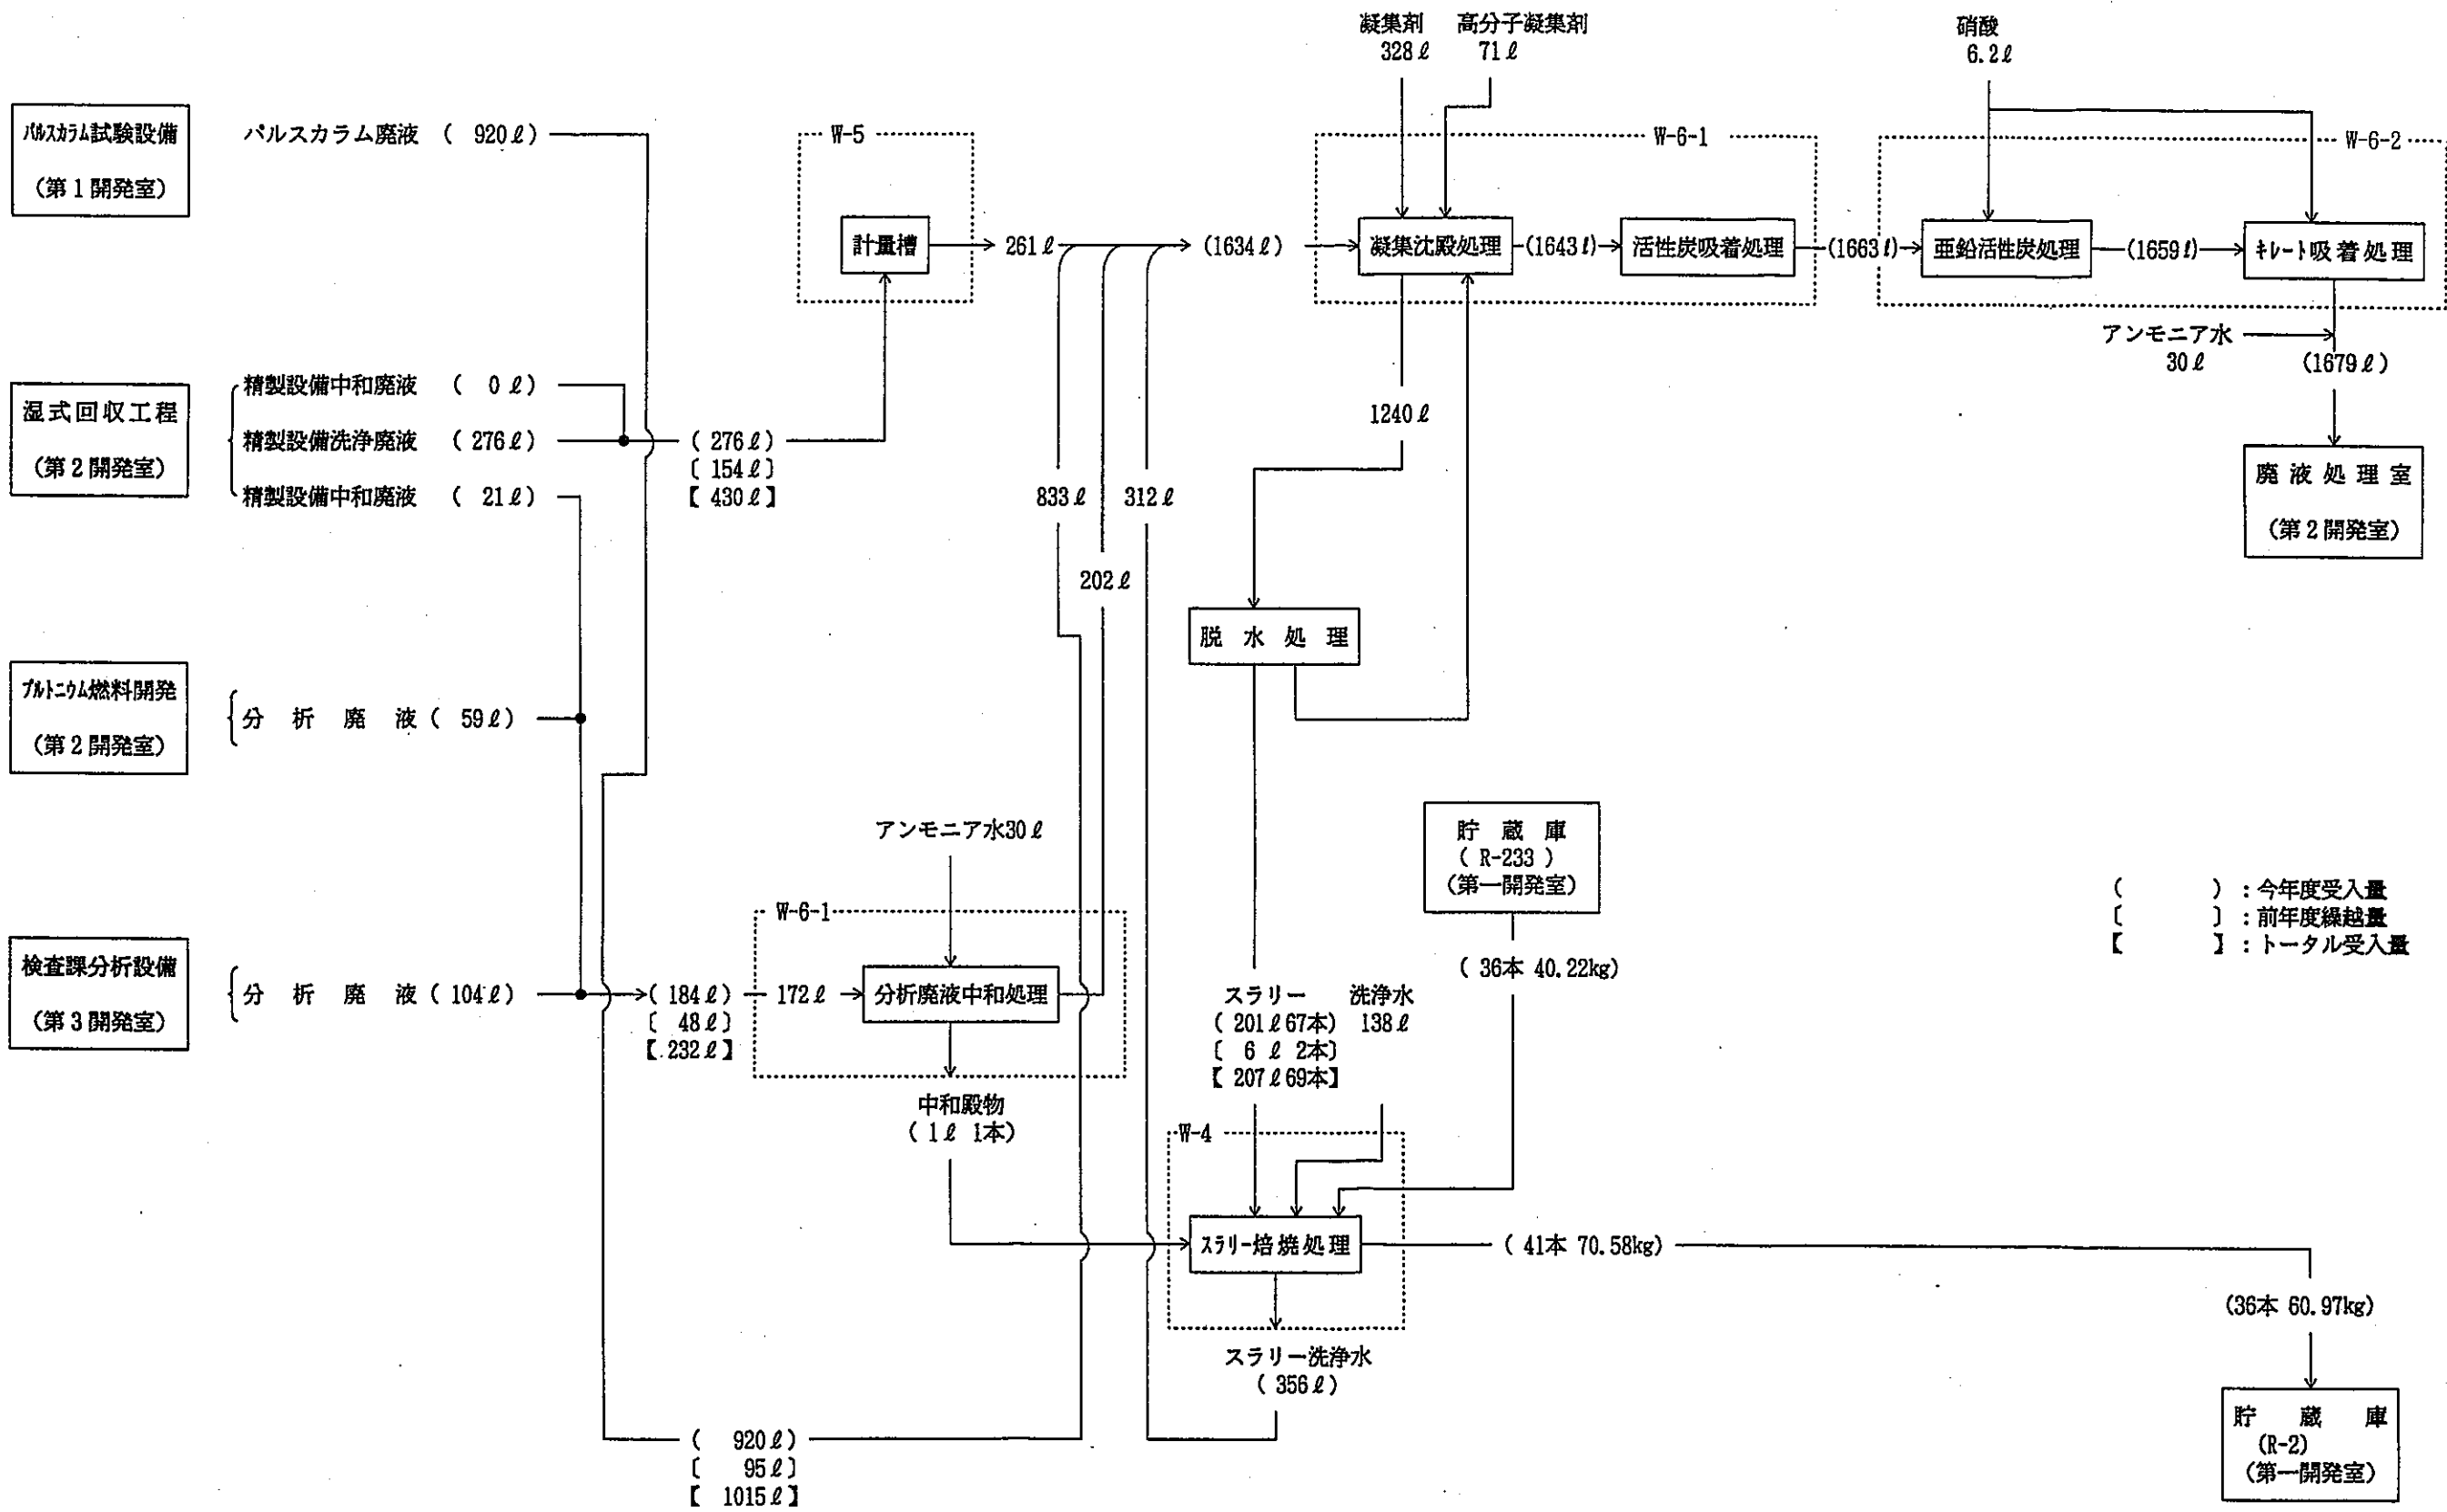 凝集剤
328ℓ
高分子凝集剤
71ℓ
硝酸
6.2ℓ
パルスカラム試験設備
(第1開発室)
パルスカラム廃液 ( 920ℓ)
W-5
計量槽
261ℓ
(1634ℓ)
W-6-1
凝集沈殿処理
(1643ℓ)
活性炭吸着処理
(1663ℓ)
W-6-2
亜鉛活性炭処理
(1659ℓ)
キレート吸着処理
アンモニア水
30ℓ
(1679ℓ)
廃液処理室
(第2開発室)
湿式回収工程
(第2開発室)
精製設備中和廃液 ( 0ℓ)
精製設備洗浄廃液 ( 276ℓ)
精製設備中和廃液 ( 21ℓ)
( 276ℓ)
〔 154ℓ〕
【 430ℓ】
833ℓ
202ℓ
312ℓ
1240ℓ
脱水処理
プルトニウム燃料開発
(第2開発室)
分析廃液 ( 59ℓ)
検査課分析設備
(第3開発室)
分析廃液 ( 104ℓ)
( 184ℓ)
〔 48ℓ〕
【 232ℓ】
172ℓ
アンモニア水30ℓ
W-6-1
分析廃液中和処理
中和殿物
( 1ℓ 1本)
貯蔵庫
( R-233 )
(第一開発室)
( 36本 40.22kg)
スラリー
( 201ℓ67本)
〔 6ℓ 2本〕
【 207ℓ69本】
洗浄水
138ℓ
W-4
スラリー焙焼処理
( 41本 70.58kg)
スラリー洗浄水
( 356ℓ)
(36本 60.97kg)
貯蔵庫
(R-2)
(第一開発室)
( 920ℓ)
〔 95ℓ〕
【 1015ℓ】
( ) : 今年度受入量
〔 〕 : 前年度繰越量
【 】 : トータル受入量